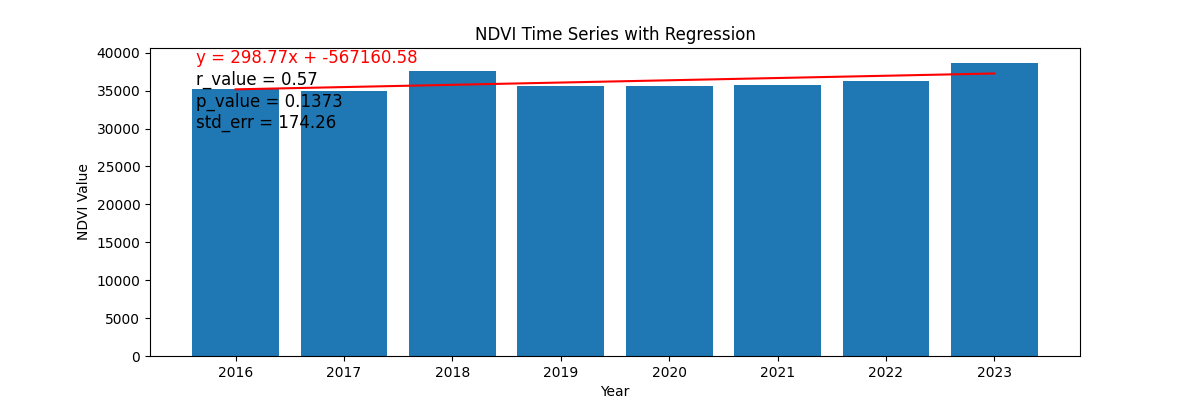 NDVI Time Series with Regression
y = 298.77x + -567160.58
r_value = 0.57
p_value = 0.1373
std_err = 174.26
40000
35000
30000
25000
20000
15000
10000
5000
0
NDVI Value
2016 2017 2018 2019 2020 2021 2022 2023
Year